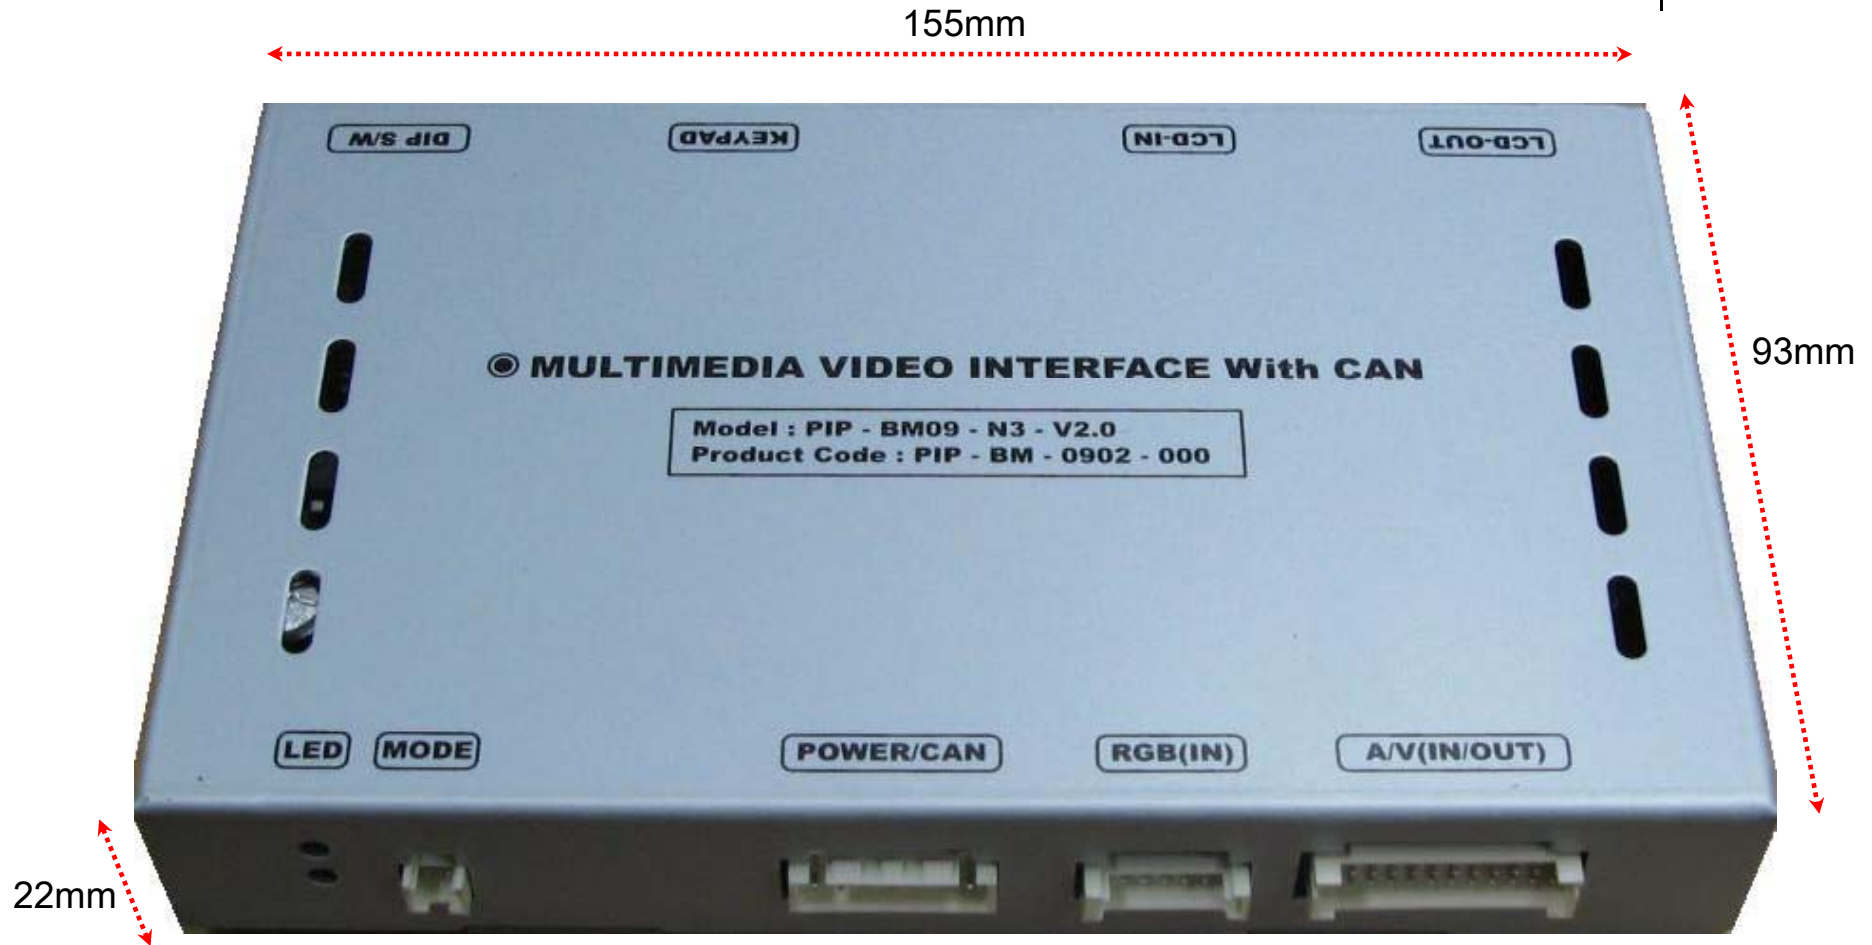 155mm
DIP S/W
KEYPAD
LCD-IN
LCD-OUT
MULTIMEDIA VIDEO INTERFACE With CAN
93mm
Model : PIP - BM09 - N3 - V2.0
Product Code : PIP - BM - 0902 - 000
LED
MODE
POWER/CAN
RGB(IN)
A/V(IN/OUT)
22mm